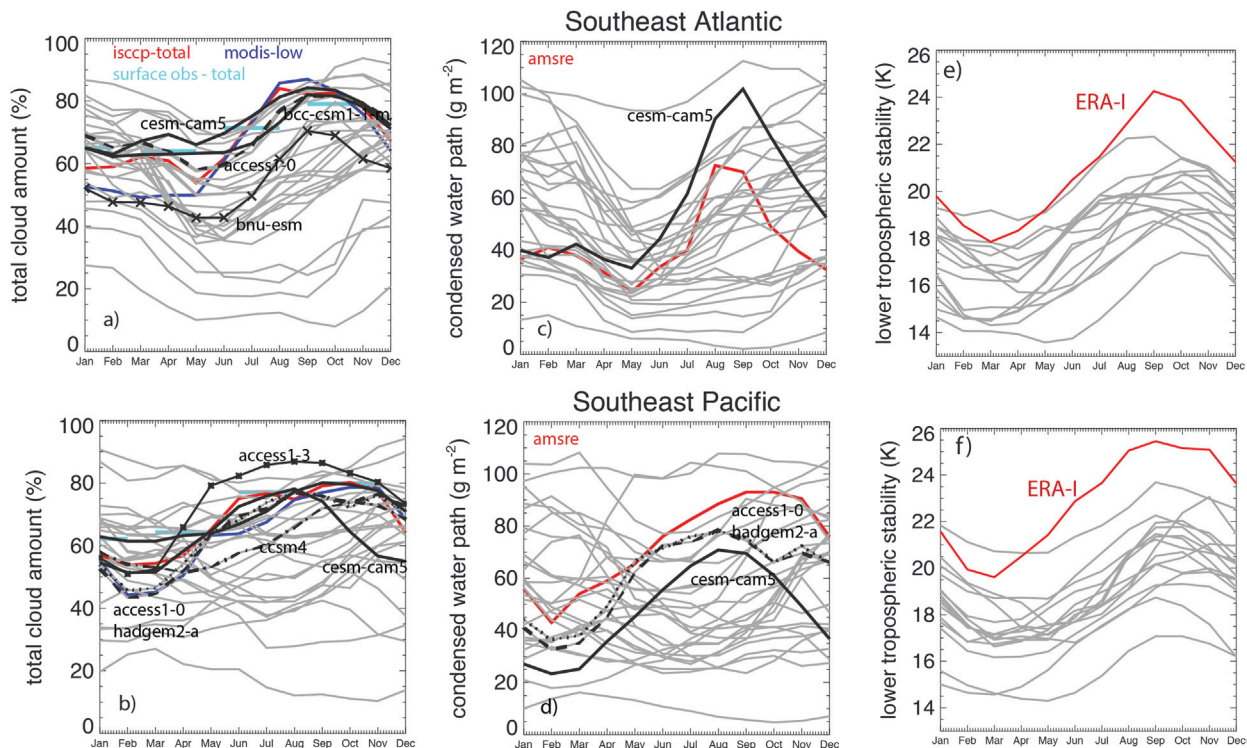 Southeast Atlantic
total cloud amount (%)
100
80
60
40
20
0
isccp-total
modis-low
surface obs - total
cesm-cam5
bcc-csm1-1-m
access1-0
bnu-esm
a)
Jan Feb Mar Apr May Jun Jul Aug Sep Oct Nov Dec
condensed water path (g m-2)
120
100
80
60
40
20
0
amsre
cesm-cam5
c)
Jan Feb Mar Apr May Jun Jul Aug Sep Oct Nov Dec
lower tropospheric stability (K)
26
24
22
20
18
16
14
e)
ERA-I
Jan Feb Mar Apr May Jun Jul Aug Sep Oct Nov Dec
Southeast Pacific
total cloud amount (%)
100
80
60
40
20
0
access1-3
ccsm4
cesm-cam5
access1-0
hadgem2-a
b)
Jan Feb Mar Apr May Jun Jul Aug Sep Oct Nov Dec
condensed water path (g m-2)
120
100
80
60
40
20
0
amsre
access1-0
hadgem2-a
cesm-cam5
d)
Jan Feb Mar Apr May Jun Jul Aug Sep Oct Nov Dec
lower tropospheric stability (K)
26
24
22
20
18
16
14
f)
ERA-I
Jan Feb Mar Apr May Jun Jul Aug Sep Oct Nov Dec